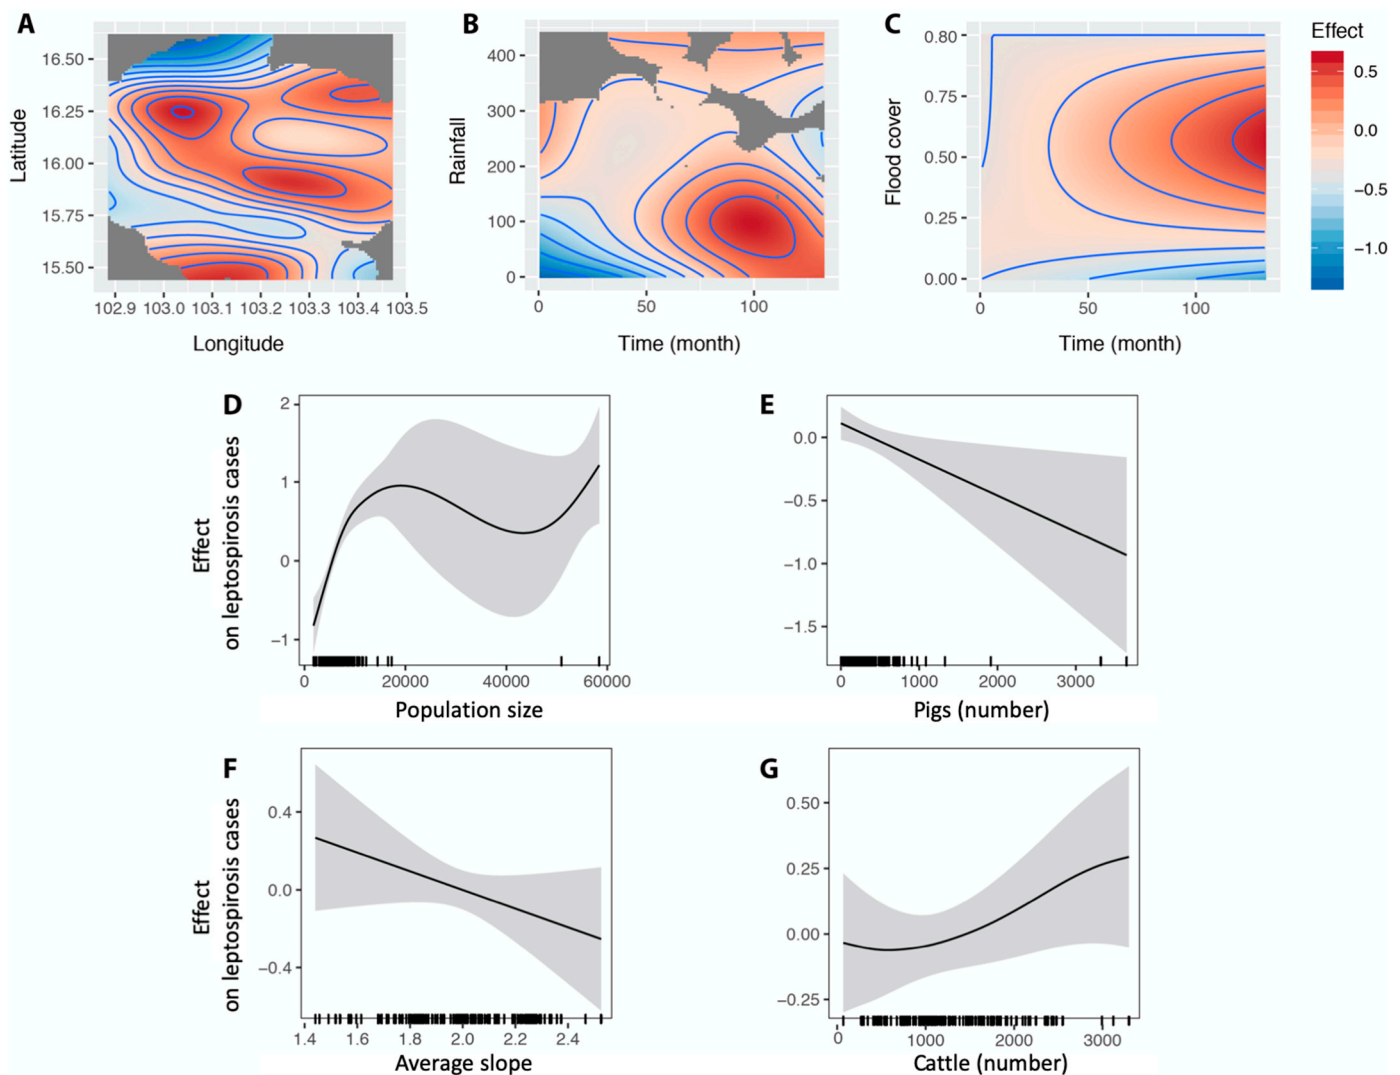 A
B
C
Effect
16.50
16.25
16.00
15.75
15.50
Latitude
102.9 103.0 103.1 103.2 103.3 103.4 103.5
Longitude
400
300
200
100
0
Rainfall
0 50 100
Time (month)
0.80
0.75
0.50
0.25
0.00
Flood cover
0 50 100
Time (month)
0.5
0.0
−0.5
−1.0
D
2
1
0
−1
Effect
on leptospirosis cases
0 20000 40000 60000
Population size
E
0.0
−0.5
−1.0
−1.5
0 1000 2000 3000
Pigs (number)
F
0.4
0.0
−0.4
Effect
on leptospirosis cases
1.4 1.6 1.8 2.0 2.2 2.4
Average slope
G
0.50
0.25
0.00
−0.25
0 1000 2000 3000
Cattle (number)